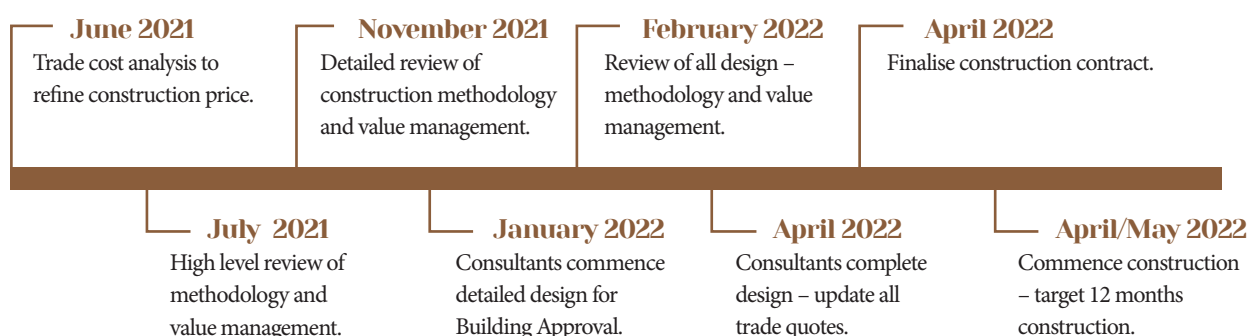 June 2021
Trade cost analysis to
refine construction price.
July 2021
High level review of
methodology and
value management.
November 2021
Detailed review of
construction methodology
and value management.
January 2022
Consultants commence
detailed design for
Building Approval.
February 2022
Review of all design –
methodology and value
management.
April 2022
Consultants complete
design – update all
trade quotes.
April 2022
Finalise construction contract.
April/May 2022
Commence construction
– target 12 months
construction.